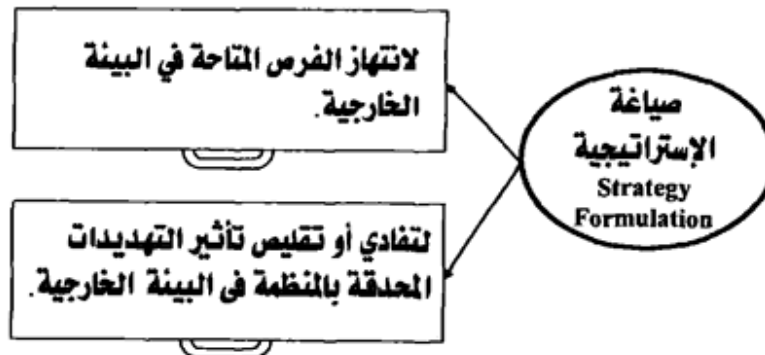 صياغة
الإستراتيجية
Strategy
Formulation
لانتهاز الفرص المتاحة في البيئة
الخارجية.
لتفادي أو تقليص تأثير التهديدات
المحدقة بالمنظمة فى البيئة الخارجية.